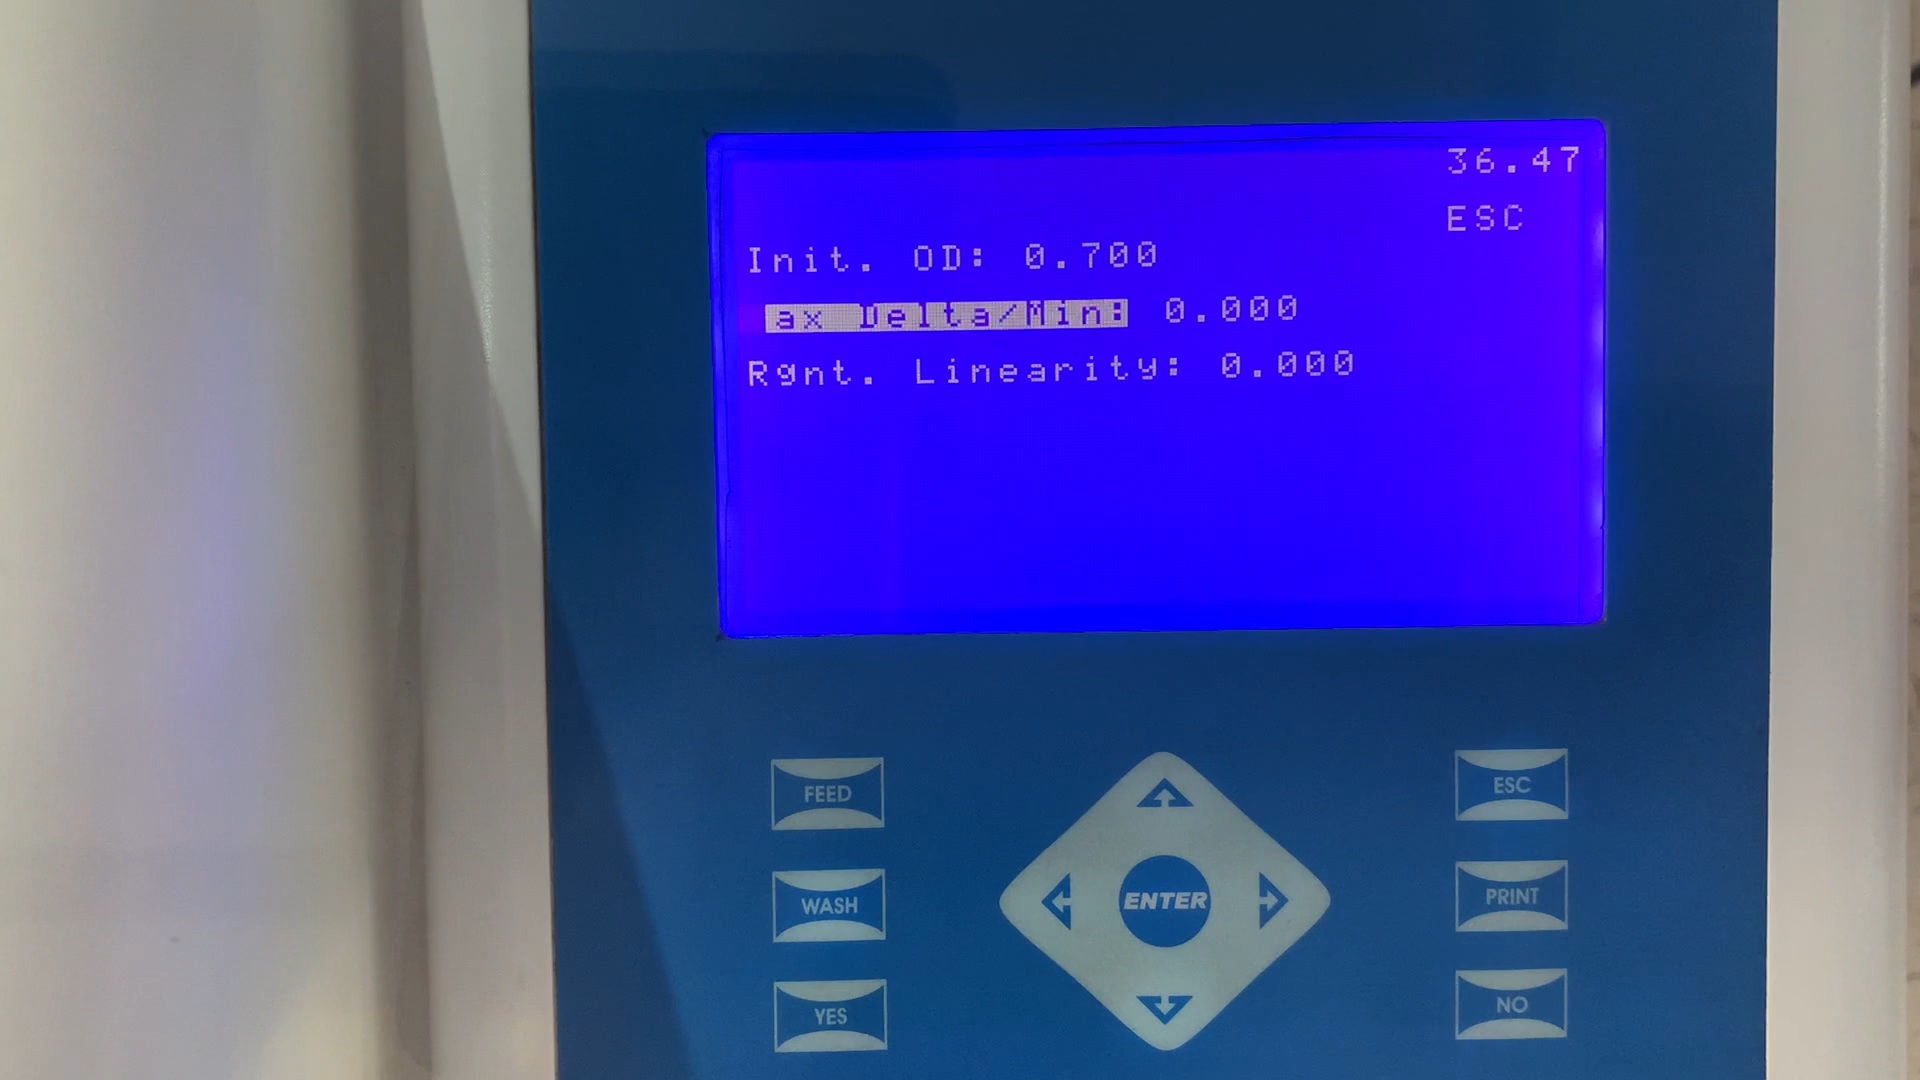 36.47
ESC
Init. OD: 0.700
ax Delta/Min: 0.000
Rgnt. Linearity: 0.000
FEED
ESC
WASH
ENTER
PRINT
YES
NO